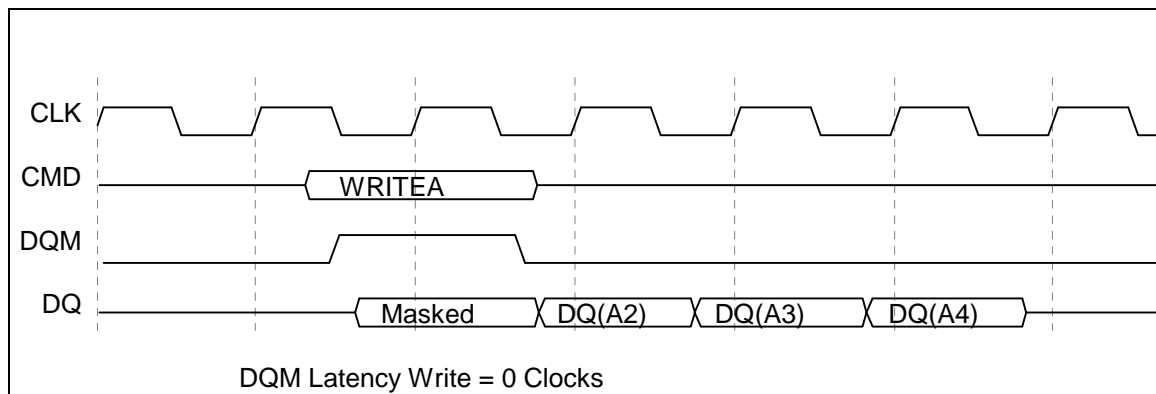 CLK
CMD WRITEA
DQM
DQ Masked DQ(A2) DQ(A3) DQ(A4)
DQM Latency Write = 0 Clocks